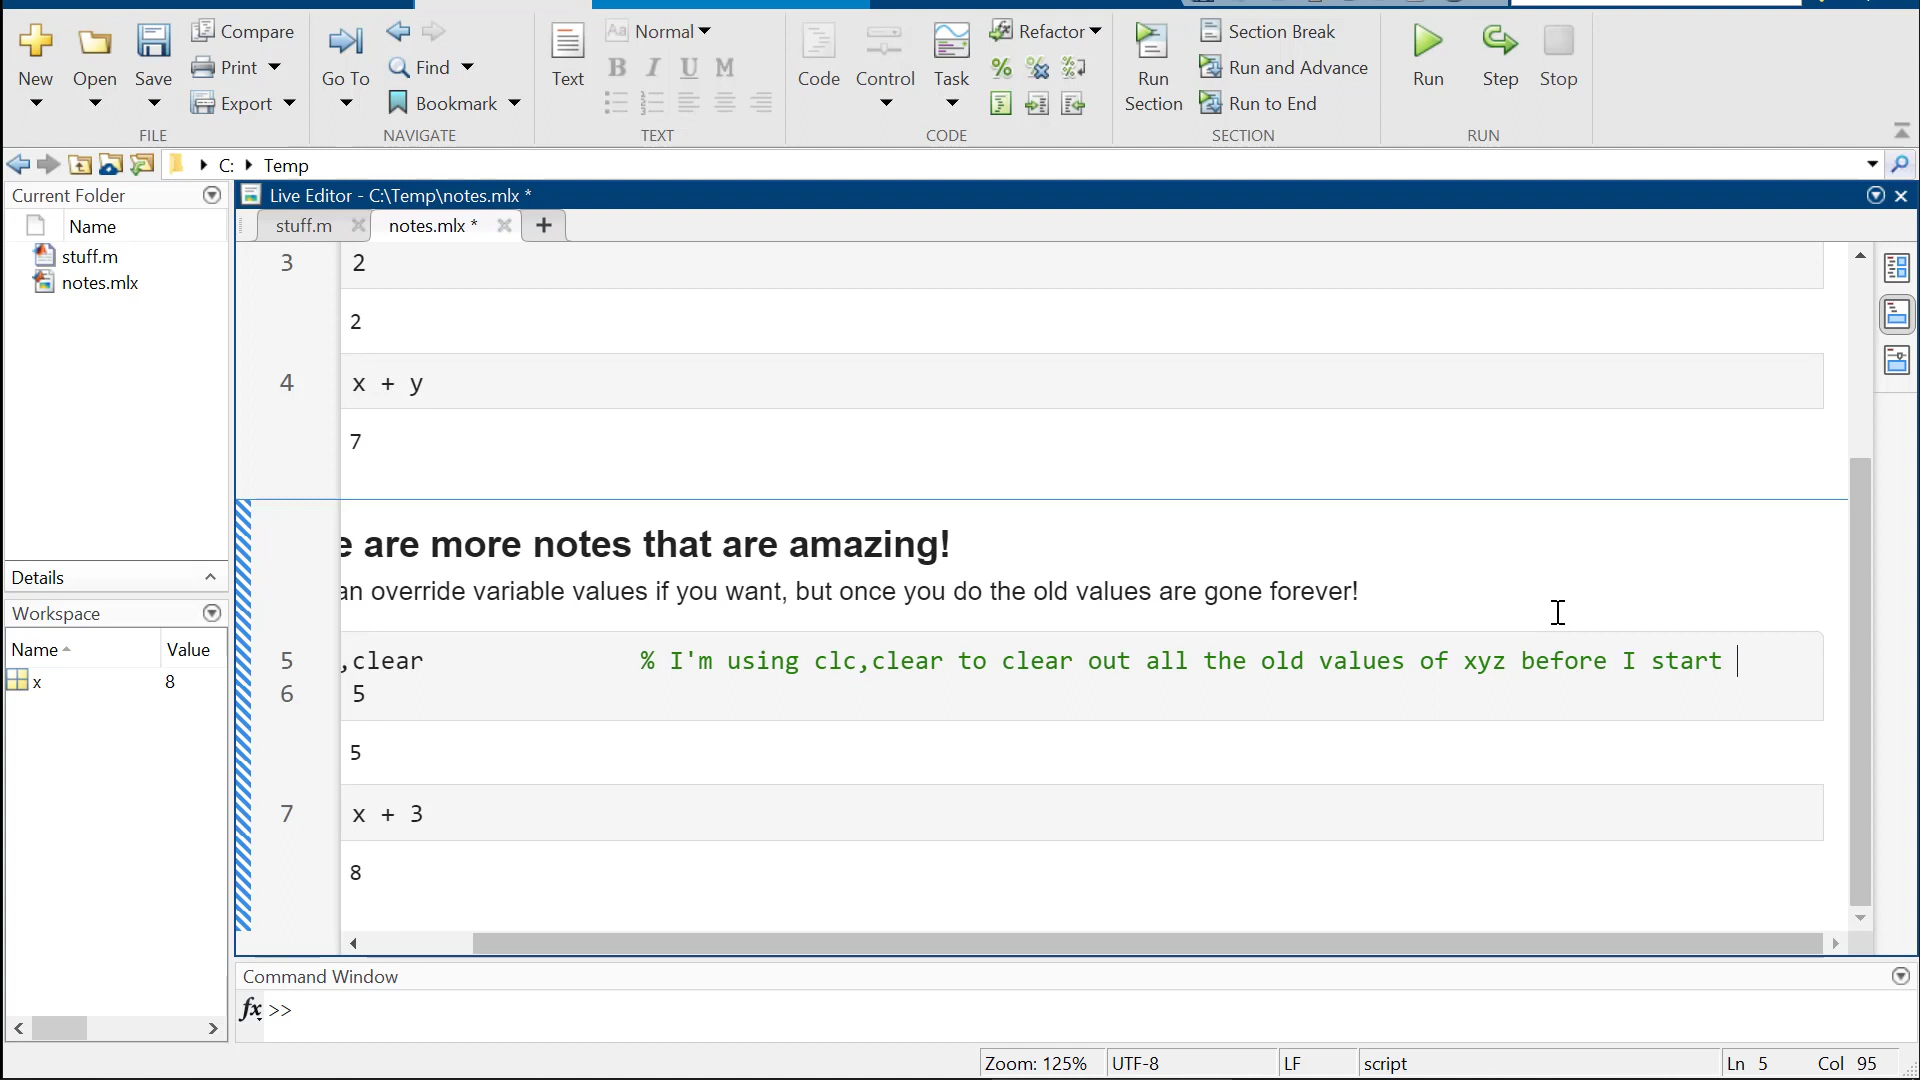 New
Open
Save
Compare
Print
Export
FILE
Go To
Find
Bookmark
NAVIGATE
Text
Aa Normal
B I U M
TEXT
Code
Control
Task
Refactor
CODE
Run
Section
Section Break
Run and Advance
Run to End
SECTION
Run
Step
Stop
RUN
C: Temp
Current Folder
Name
stuff.m
notes.mlx
Details
Workspace
Name Value
x 8
Live Editor - C:\Temp\notes.mlx *
stuff.m
notes.mlx *
3 2
2
4 x + y
7
e are more notes that are amazing!
an override variable values if you want, but once you do the old values are gone forever!
5 ,clear % I'm using clc,clear to clear out all the old values of xyz before I start
6 5
5
7 x + 3
8
Command Window
fx >>
Zoom: 125% UTF-8 LF script Ln 5 Col 95